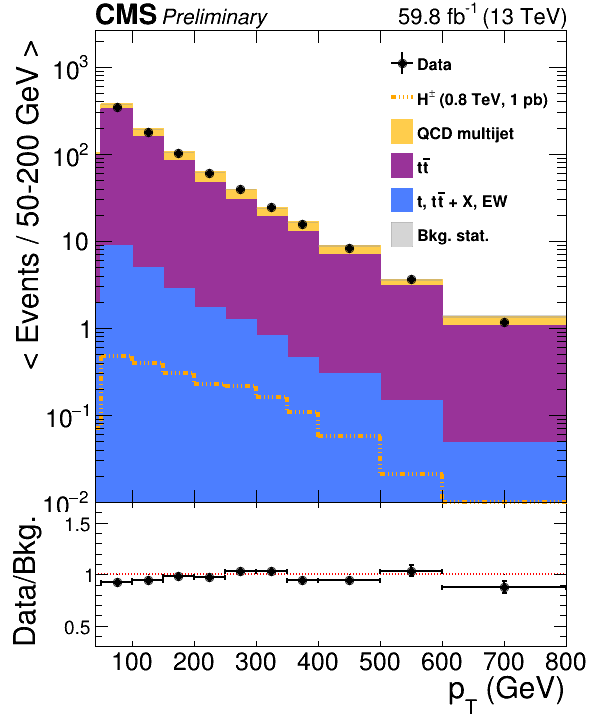 CMS Preliminary 59.8 fb⁻¹ (13 TeV)
< Events / 50-200 GeV >
10³
10²
10
1
10⁻¹
10⁻²
Data
H± (0.8 TeV, 1 pb)
QCD multijet
tt̄
t, tt̄ + X, EW
Bkg. stat.
Data/Bkg.
1.5
1
0.5
100 200 300 400 500 600 700 800
p_T (GeV)